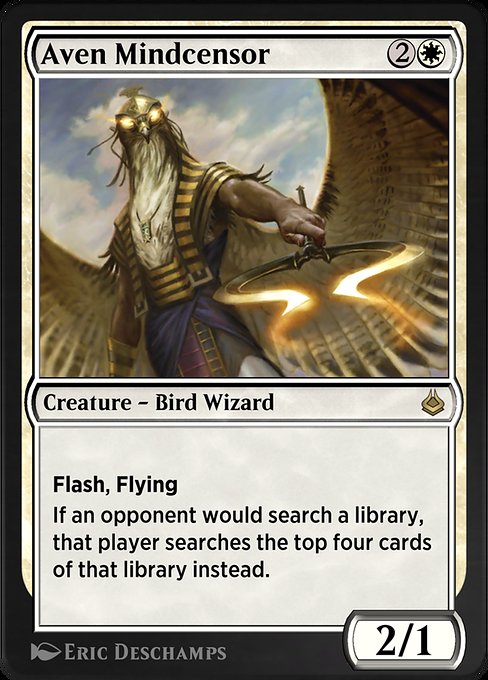 Aven Mindcensor 2
Creature – Bird Wizard
Flash, Flying
If an opponent would search a library,
that player searches the top four cards
of that library instead.
2/1
Eric Deschamps